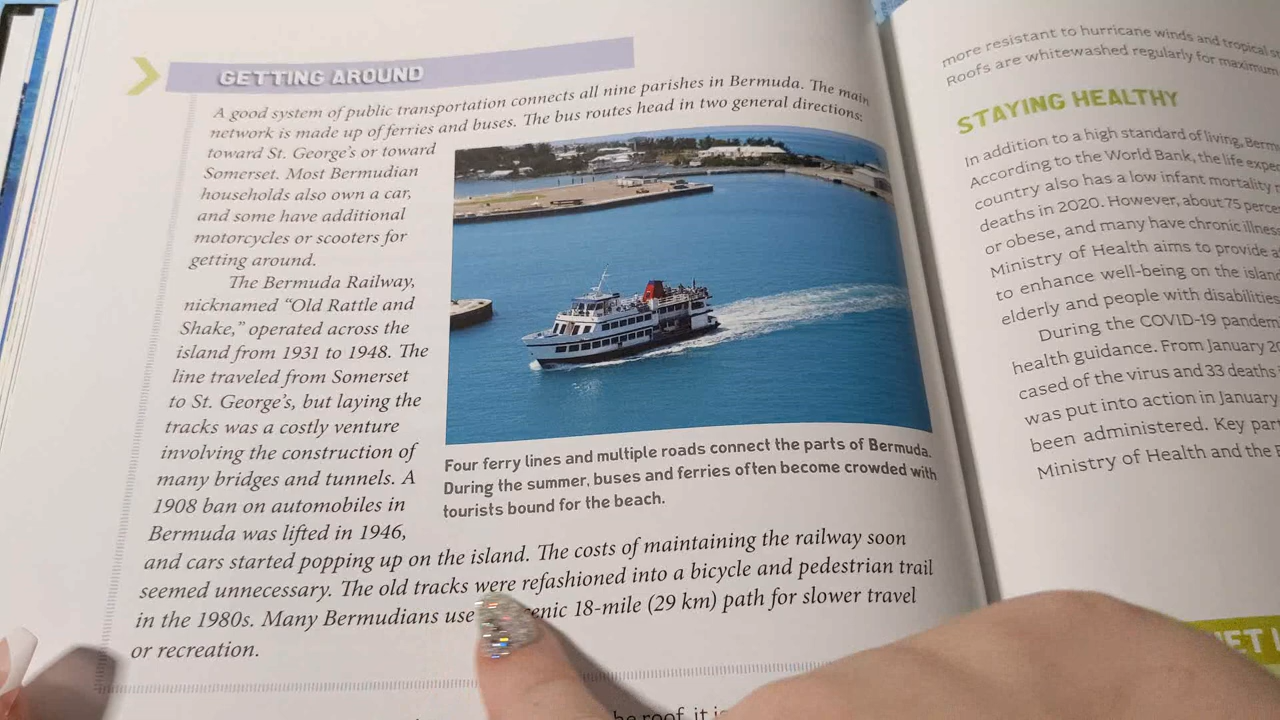 GETTING AROUND
A good system of public transportation connects all nine parishes in Bermuda. The main
network is made up of ferries and buses. The bus routes head in two general directions:
toward St. George's or toward
Somerset. Most Bermudian
households also own a car,
and some have additional
motorcycles or scooters for
getting around.
The Bermuda Railway,
nicknamed “Old Rattle and
Shake,” operated across the
island from 1931 to 1948. The
line traveled from Somerset
to St. George's, but laying the
tracks was a costly venture
involving the construction of
many bridges and tunnels. A
1908 ban on automobiles in
Bermuda was lifted in 1946,
and cars started popping up on the island. The costs of maintaining the railway soon
seemed unnecessary. The old tracks were refashioned into a bicycle and pedestrian trail
in the 1980s. Many Bermudians use 18-mile (29 km) path for slower travel
or recreation.
Four ferry lines and multiple roads connect the parts of Bermuda.
During the summer, buses and ferries often become crowded with
tourists bound for the beach.
roof, it
more resistant to hurricane winds and tropical
Roofs are whitewashed regularly for maximum
STAYING HEALTHY
In addition to a high standard of living,
According to the World Bank, the life
country also has a low infant mortality
deaths in 2020. However, about 75
or obese, and many have chronic
Ministry of Health aims to provide
to enhance well-being on the island
elderly and people with disabilities
During the COVID-19
health guidance. From January
cased of the virus and 33 deaths
was put into action in January
been administered. Key
Ministry of Health and the